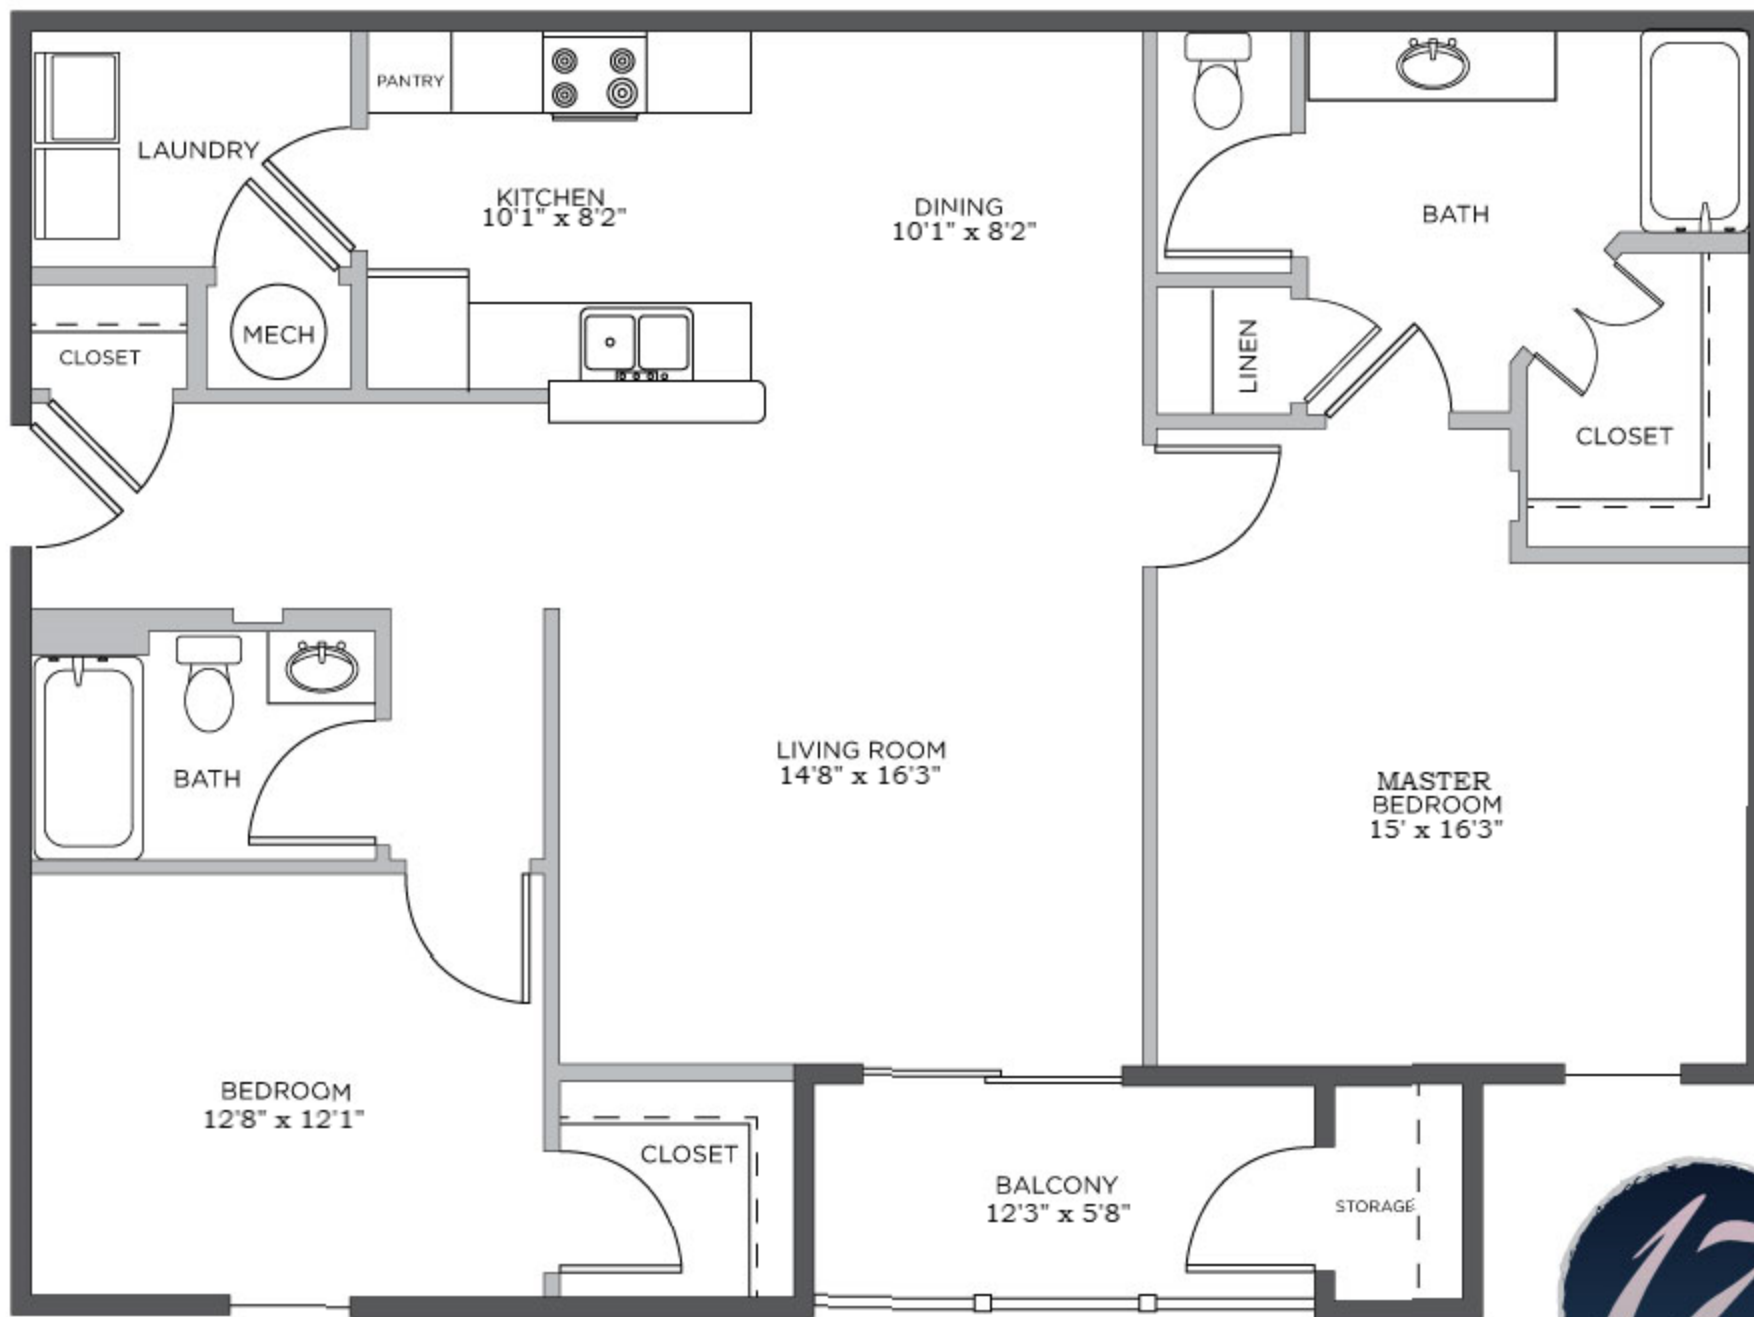 PANTRY
LAUNDRY
KITCHEN
10'1" x 8'2"
DINING
10'1" x 8'2"
BATH
MECH
CLOSET
LINEN
CLOSET
LIVING ROOM
14'8" x 16'3"
MASTER
BEDROOM
15' x 16'3"
BATH
BEDROOM
12'8" x 12'1"
CLOSET
BALCONY
12'3" x 5'8"
STORAGE